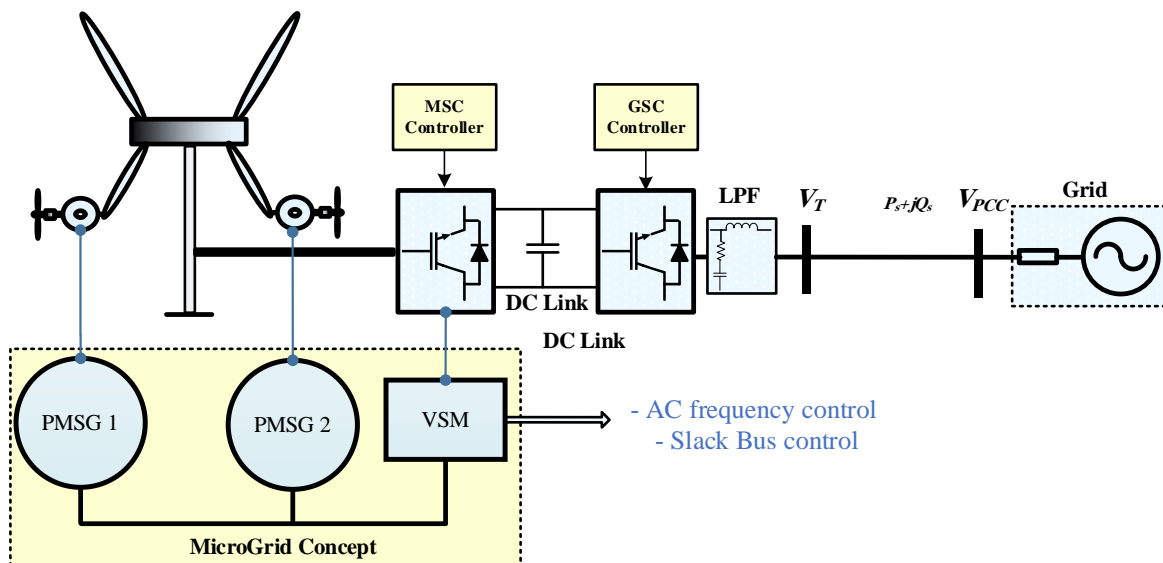 MSC
Controller
GSC
Controller
LPF
V_T
P_s+jQ_s
V_PCC
Grid
DC Link
DC Link
PMSG 1
PMSG 2
VSM
- AC frequency control
- Slack Bus control
MicroGrid Concept